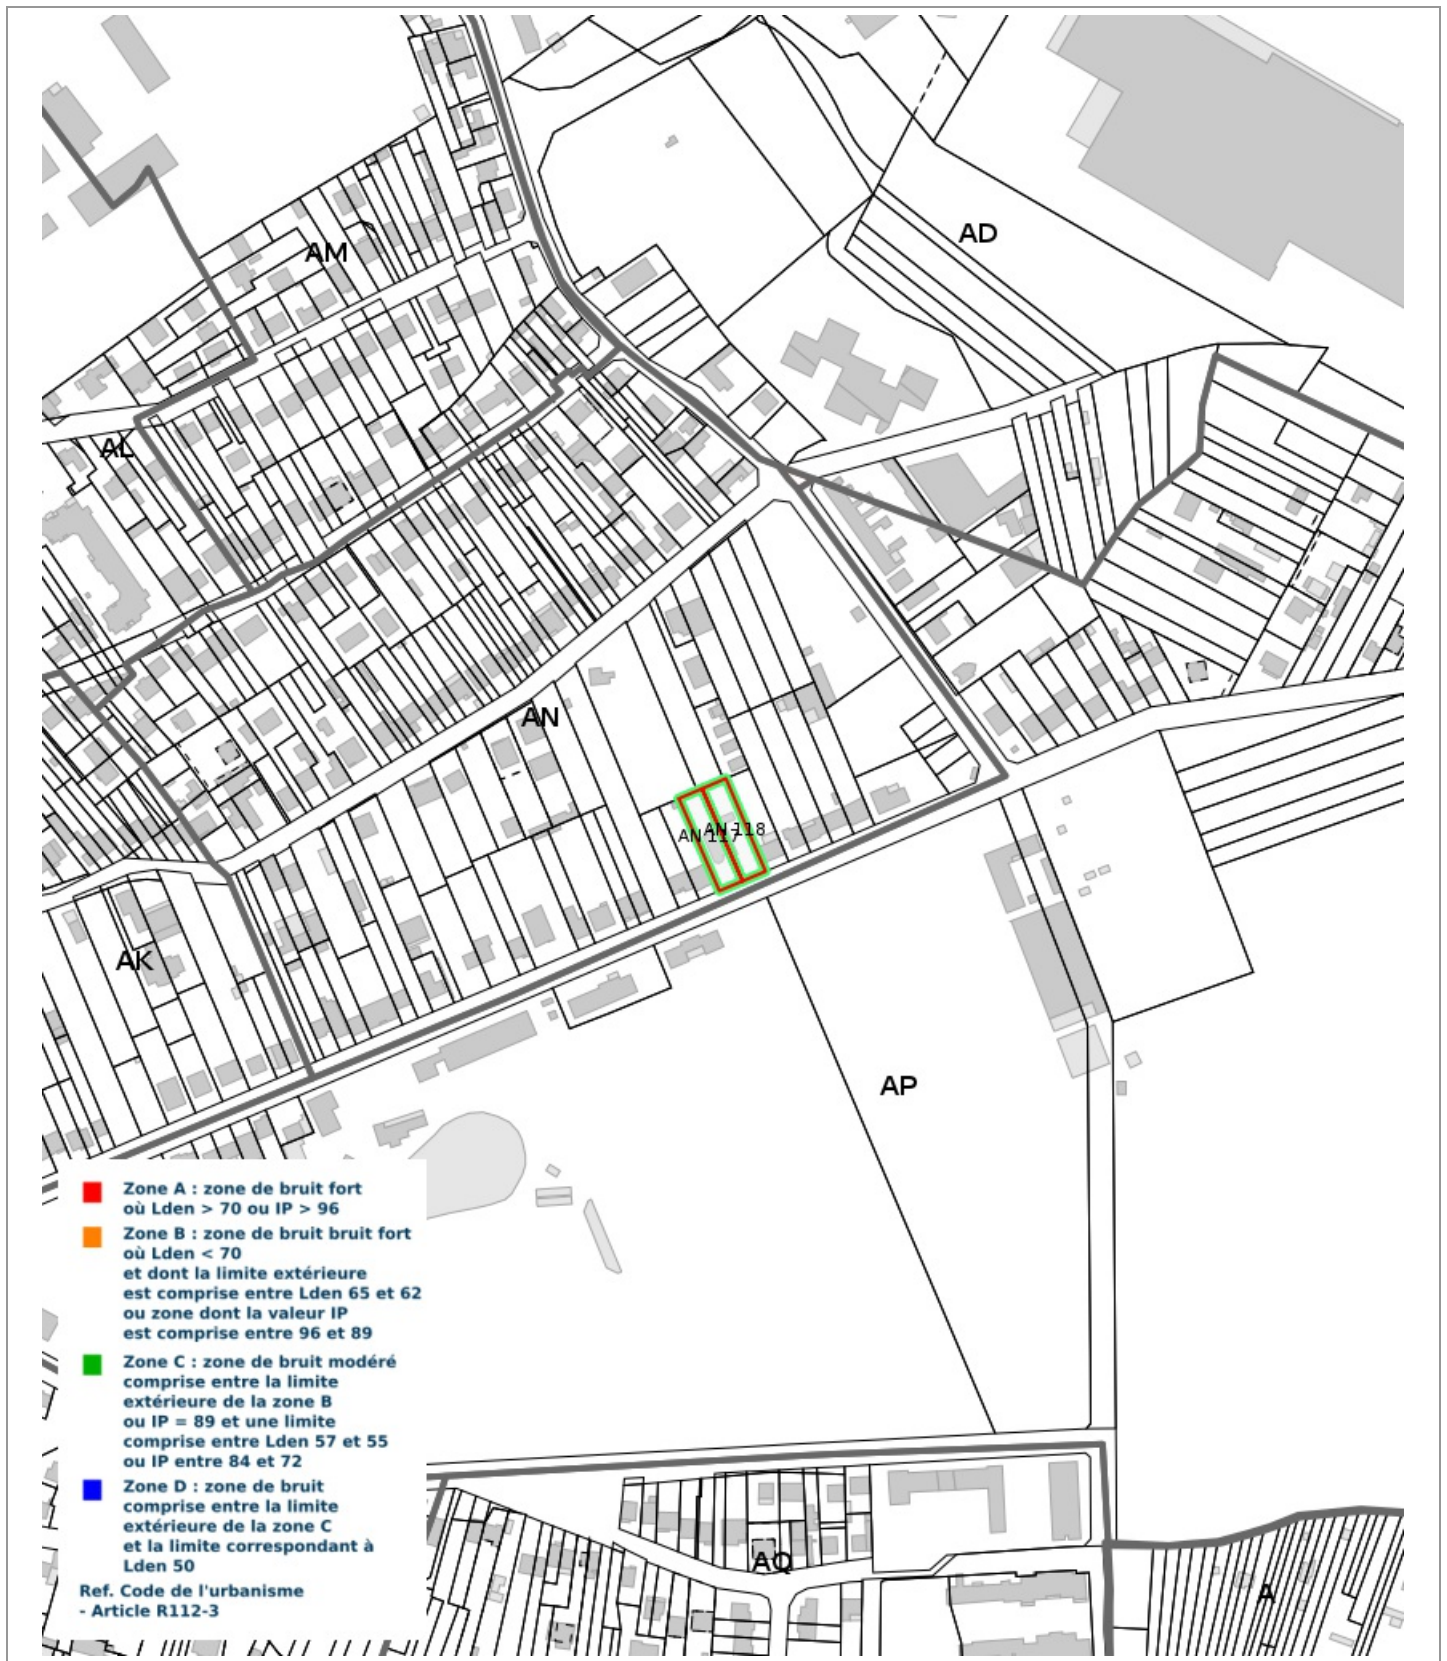 AD
AM
AL
AN
AN 118
AN 117
AK
AP
Zone A : zone de bruit fort
où Lden > 70 ou IP > 96
Zone B : zone de bruit bruit fort
où Lden < 70
et dont la limite extérieure
est comprise entre Lden 65 et 62
ou zone dont la valeur IP
est comprise entre 96 et 89
Zone C : zone de bruit modéré
comprise entre la limite
extérieure de la zone B
ou IP = 89 et une limite
comprise entre Lden 57 et 55
ou IP entre 84 et 72
Zone D : zone de bruit
comprise entre la limite
extérieure de la zone C
et la limite correspondant à
Lden 50
Ref. Code de l'urbanisme
- Article R112-3
AQ
A